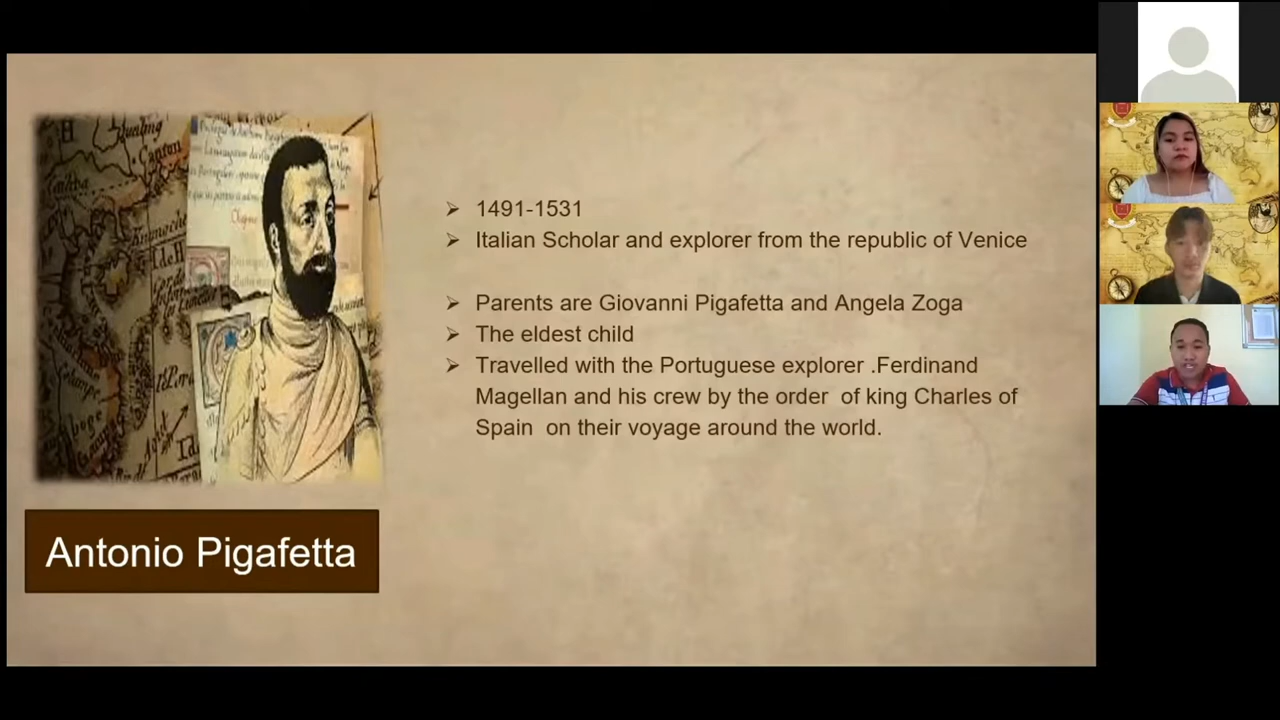 Canton
1491-1531
Italian Scholar and explorer from the republic of Venice
Parents are Giovanni Pigafetta and Angela Zoga
The eldest child
Travelled with the Portuguese explorer .Ferdinand
Magellan and his crew by the order of king Charles of
Spain on their voyage around the world.
Antonio Pigafetta